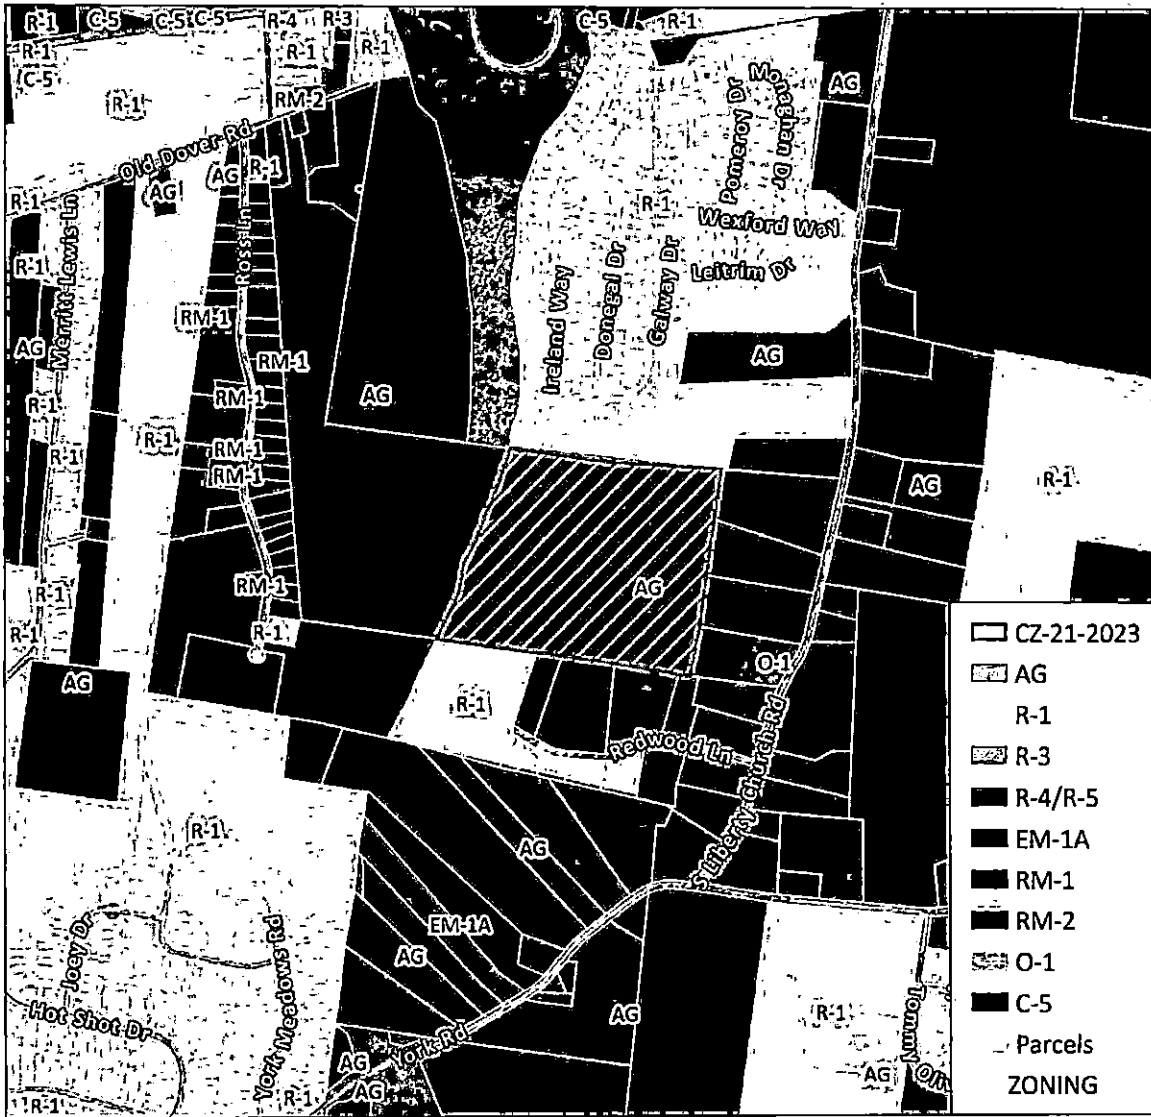 R-1 C-5 C-5 C-5 R-4 R-3 C-5 R-1
R-1 R-1 R-1
C-5
R-1
RM-2
AG
Pomeroy Dr
Monaghan Dr
Old Dover Rd
AG
AG
R-1
R-1
R-1
Merritt Lewis Ln
Ross Ln
Wexford Way
Leitrim Dr
R-1
Ireland Way
Donegal Dr
Galway Dr
RM-1
AG
RM-1
AG
AG
R-1
RM-1
R-1
R-1
RM-1
RM-1
AG
R-1
AG
RM-1
R-1
R-1
R-1
O-1
AG
R-1
Redwood Ln
S Liberty Church Rd
R-1
AG
EM-1A
AG
Joey Dr
York Meadows Rd
Hot Shot Dr
AG
York Rd
R-1
Tommy
AG
AG
AG
R-1
R-1
CZ-21-2023
AG
R-1
R-3
R-4/R-5
EM-1A
RM-1
RM-2
O-1
C-5
Parcels
ZONING